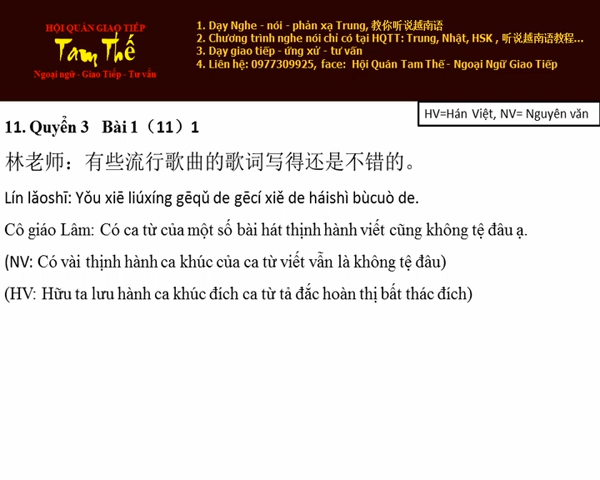 HỘI QUÁN GIAO TIẾP
Tam Thế
Ngoại ngữ - Giao Tiếp - Tư vấn
1. Dạy Nghe - nói - phản xạ Trung, 教你听说越南语
2. Chương trình nghe nói chỉ có tại HQTT: Trung, Nhật, HSK , 听说越南语教程...
3. Dạy giao tiếp - ứng xử - tư vấn
4. Liên hệ: 0977309925, face: Hội Quán Tam Thế - Ngoại Ngữ Giao Tiếp
HV=Hán Việt, NV= Nguyên văn
11. Quyển 3 Bài 1（11）1
林老师：有些流行歌曲的歌词写得还是不错的。
Lín lǎoshī: Yǒu xiē liúxíng gēqǔ de gēcí xiě de háishì bùcuò de.
Cô giáo Lâm: Có ca từ của một số bài hát thịnh hành viết cũng không tệ đâu ạ.
(NV: Có vài thịnh hành ca khúc của ca từ viết vẫn là không tệ đâu)
(HV: Hữu ta lưu hành ca khúc đích ca từ tả đắc hoàn thị bất thác đích)